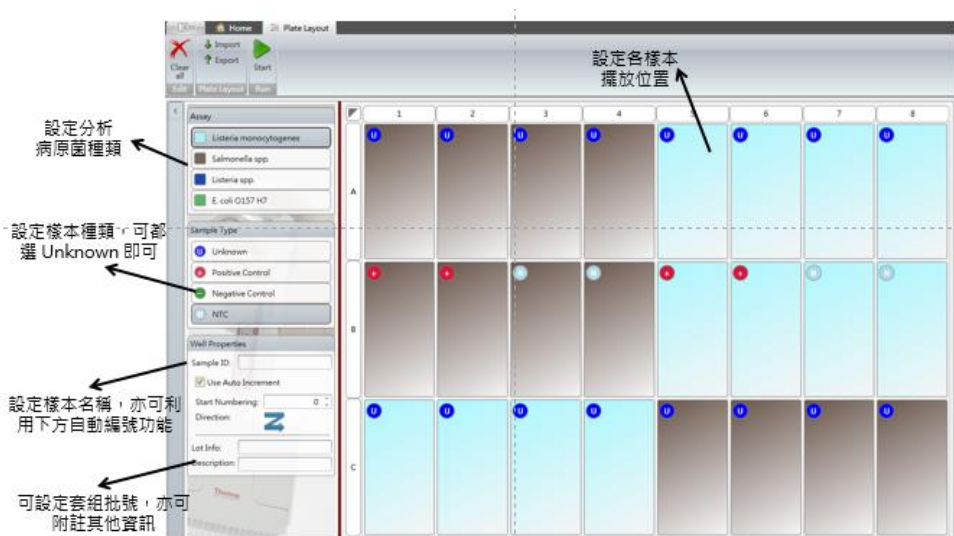 Home
Plate Layout
Clear all
Import
Export
Start
Edit
Plate Layout
Run
設定各樣本
擺放位置
設定分析
病原菌種類
設定樣本種類，可都
選 Unknown 即可
設定樣本名稱，亦可利
用下方自動編號功能
可設定套組批號，亦可
附註其他資訊
Assay
Listeria monocytogenes
Salmonella spp.
Listeria spp.
E. coli O157 H7
Sample Type
U Unknown
+ Positive Control
- Negative Control
N NTC
Well Properties
Sample ID:
Use Auto Increment
Start Numbering: 0
Direction:
Lot Info:
Description:
Thermo
1 2 3 4 5 6 7 8
A U U U U U U U U
B + + N N + + N N
C U U U U U U U U